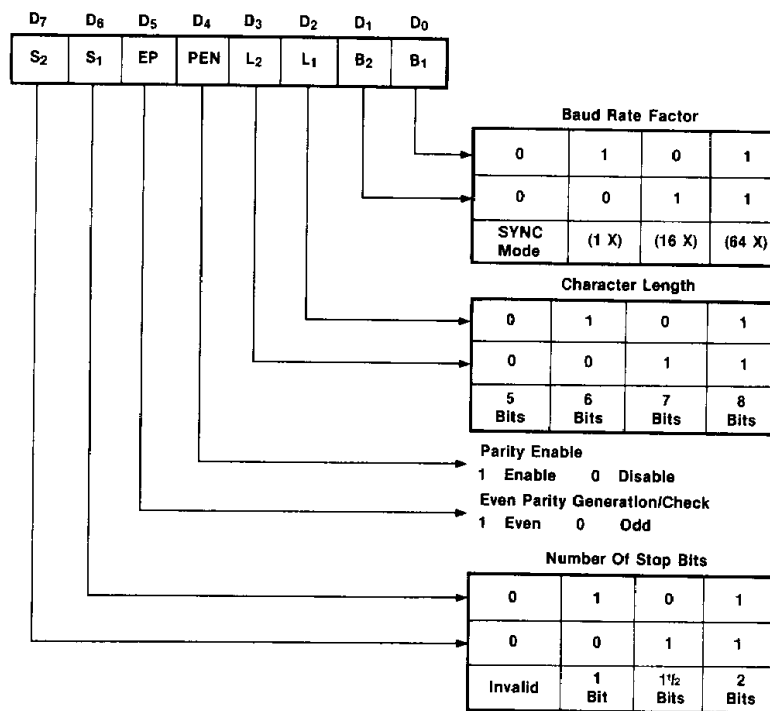 D7 D6 D5 D4 D3 D2 D1 D0
S2 S1 EP PEN L2 L1 B2 B1
Baud Rate Factor
0 1 0 1
0 0 1 1
SYNC Mode (1 X) (16 X) (64 X)
Character Length
0 1 0 1
0 0 1 1
5 Bits 6 Bits 7 Bits 8 Bits
Parity Enable
1 Enable 0 Disable
Even Parity Generation/Check
1 Even 0 Odd
Number Of Stop Bits
0 1 0 1
0 0 1 1
Invalid 1 Bit 1½ Bits 2 Bits